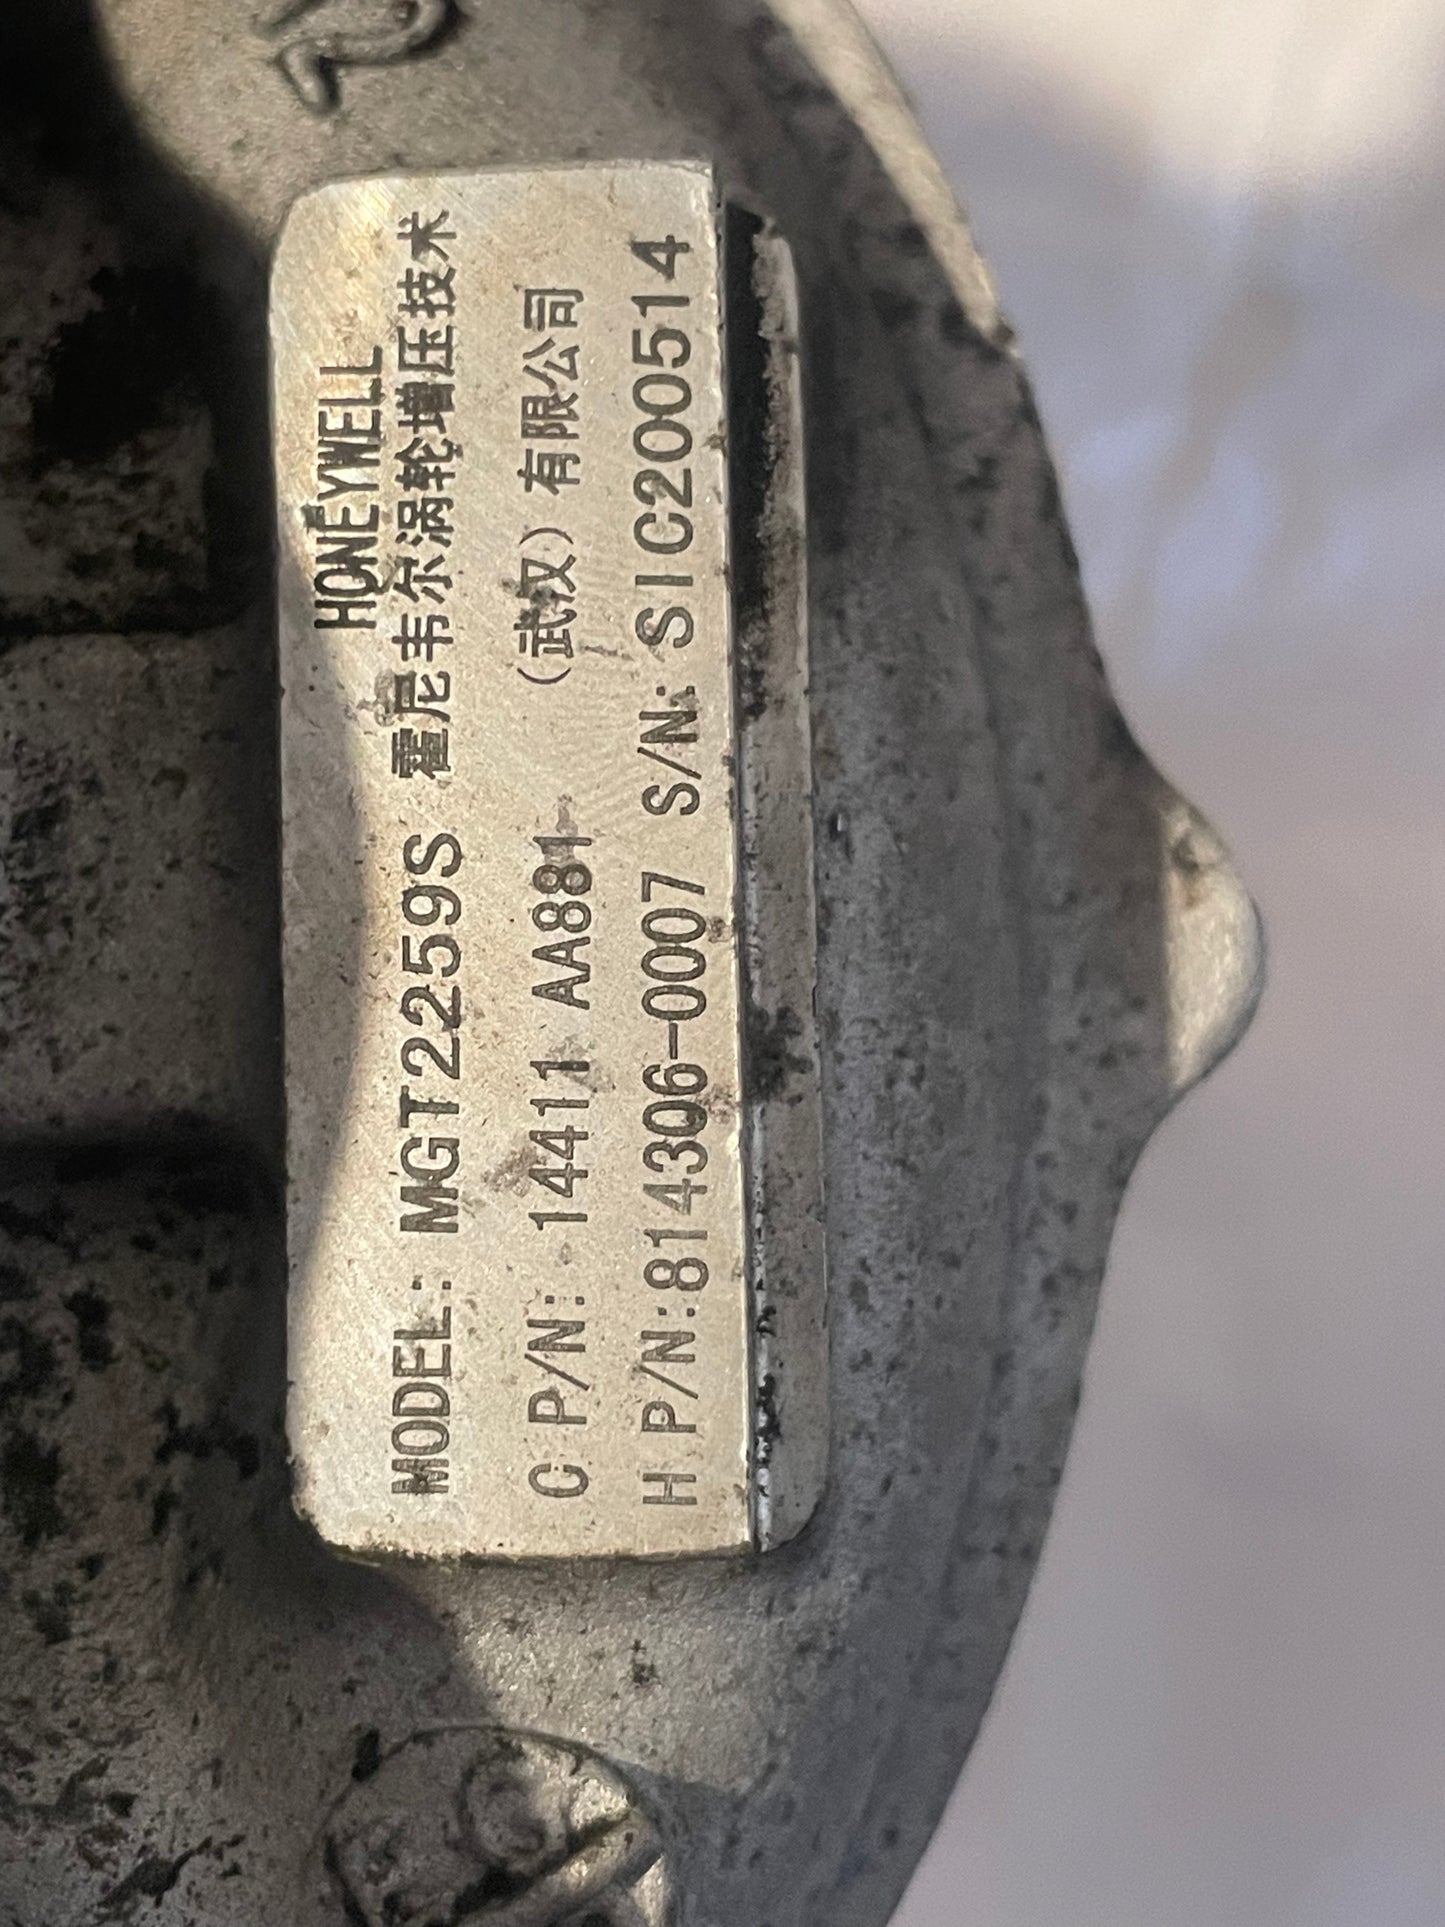 HONEYWELL
MODEL: MGT2259S 霍尼韦尔涡轮增压技术
C P/N: 14411 AA881 (武汉)有限公司
H P/N:814306-0007 S/N: SIC200514